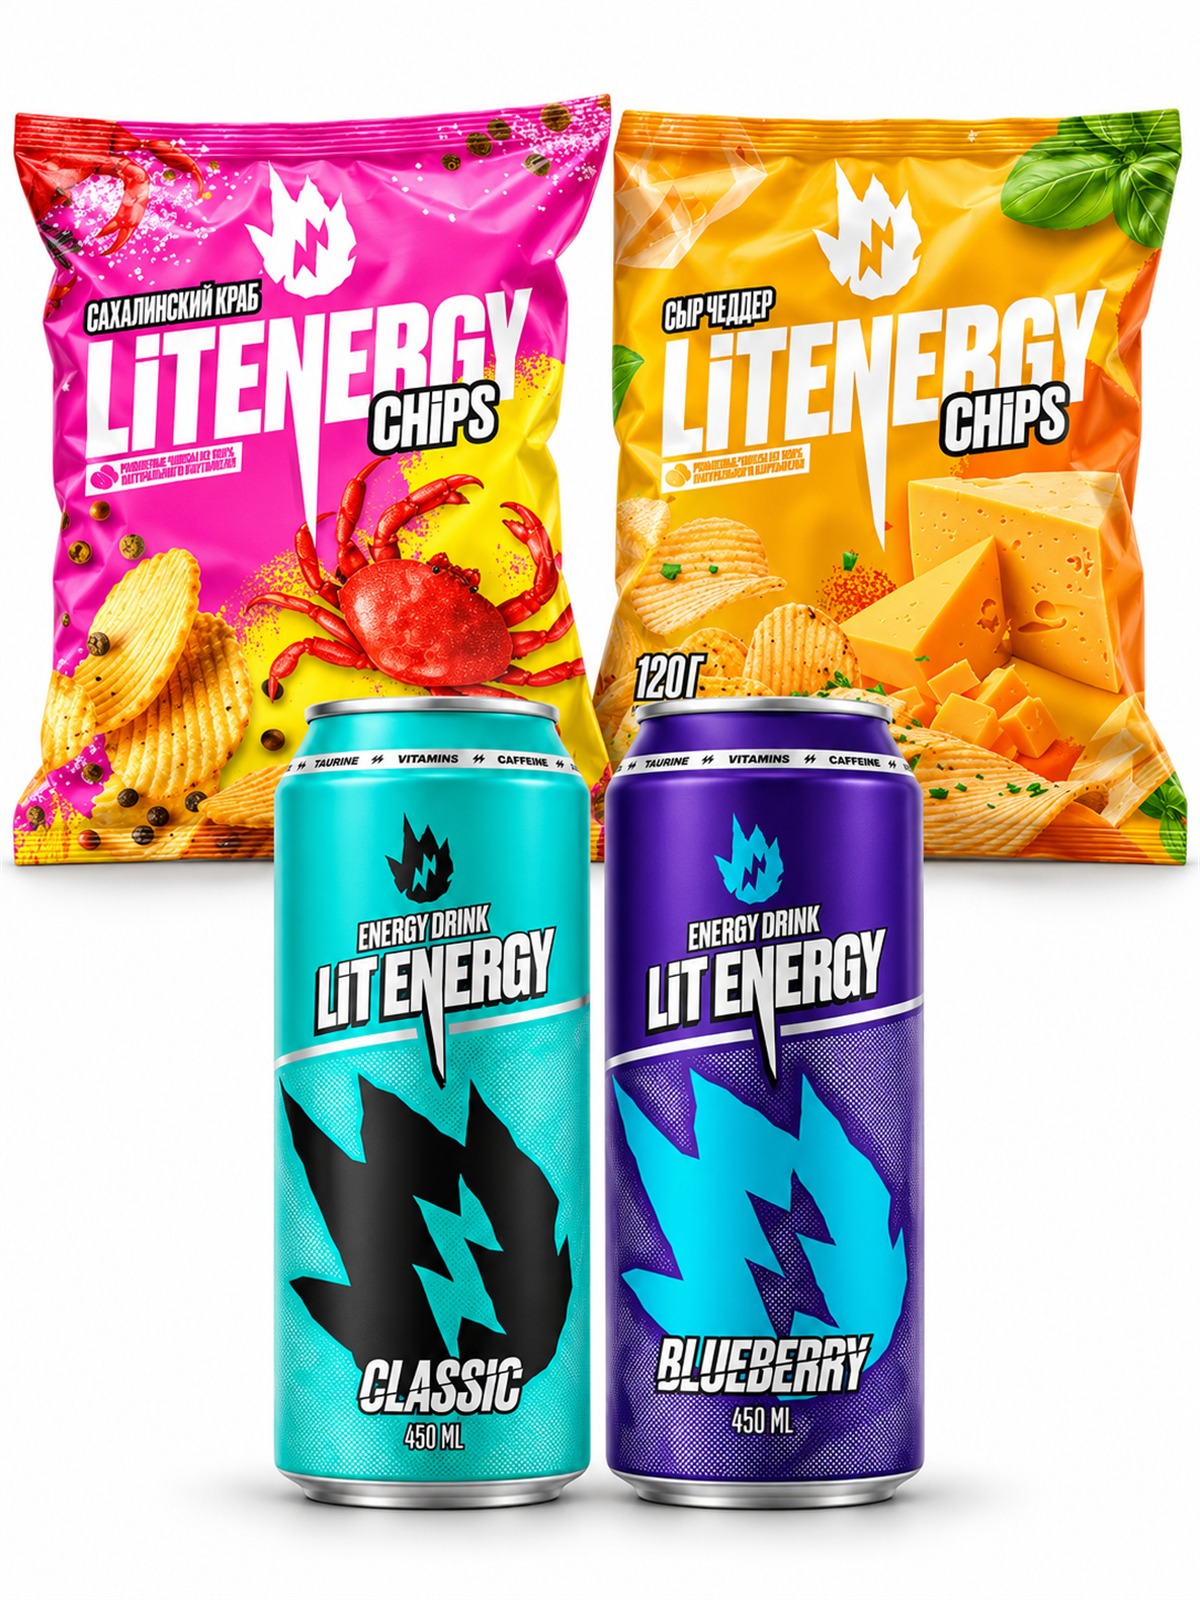 САХАЛИНСКИЙ КРАБ
LiTENERGY
CHiPS
СЫР ЧЕДДЕР
LiTENERGY
CHiPS
120Г
TAURINE VITAMINS CAFFEINE
ENERGY DRINK
LiT ENERGY
CLASSIC
450 ML
TAURINE VITAMINS CAFFEINE
ENERGY DRINK
LiT ENERGY
BLUEBERRY
450 ML